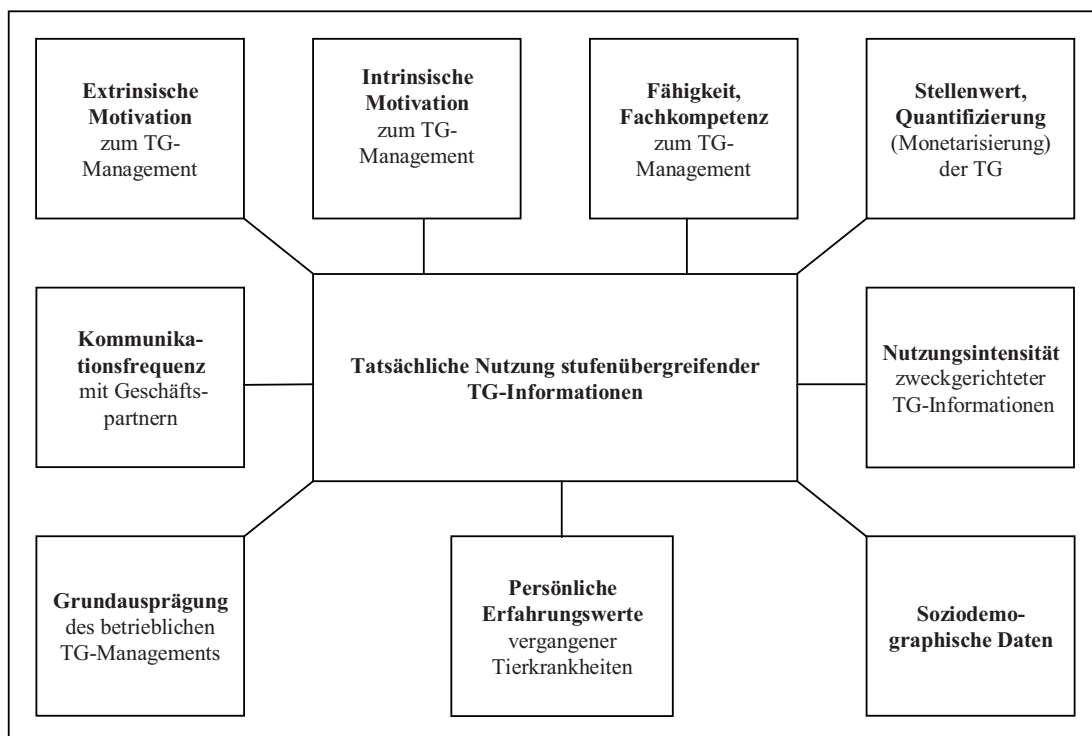 Extrinsische
Motivation
zum TG-
Management
Intrinsische
Motivation
zum TG-
Management
Fähigkeit,
Fachkompetenz
zum TG-
Management
Stellenwert,
Quantifizierung
(Monetarisierung)
der TG
Kommunika-
tionsfrequenz
mit Geschäfts-
partnern
Tatsächliche Nutzung stufenübergreifender
TG-Informationen
Nutzungsintensität
zweckgerichteter
TG-Informationen
Grundausprägung
des betrieblichen
TG-Managements
Persönliche
Erfahrungswerte
vergangener
Tierkrankheiten
Soziodemo-
graphische Daten